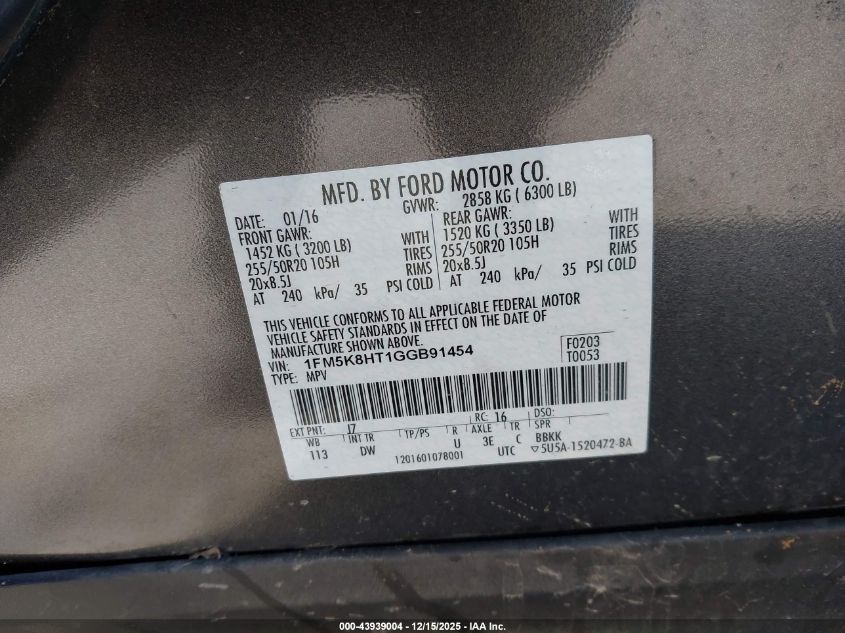 MFD. BY FORD MOTOR CO.
DATE: 01/16 GVWR: 2858 KG ( 6300 LB)
FRONT GAWR: REAR GAWR:
1452 KG ( 3200 LB) WITH 1520 KG ( 3350 LB) WITH
255/50R20 105H TIRES 255/50R20 105H TIRES
20x8.5J RIMS 20x8.5J RIMS
AT 240 kPa/ 35 PSI COLD AT 240 kPa/ 35 PSI COLD
THIS VEHICLE CONFORMS TO ALL APPLICABLE FEDERAL MOTOR
VEHICLE SAFETY STANDARDS IN EFFECT ON THE DATE OF
MANUFACTURE SHOWN ABOVE.
VIN: 1FM5K8HT1GGB91454 F0203
TYPE: MPV T0053
EXT PNT: J7 RC: 16 DSO:
WB INT TR TP/PS R AXLE TR SPR
113 DW U 3E C BBKK
1201601078001 UTC ▽5U5A-1520472-BA
000-43939004 - 12/15/2025 - IAA Inc.